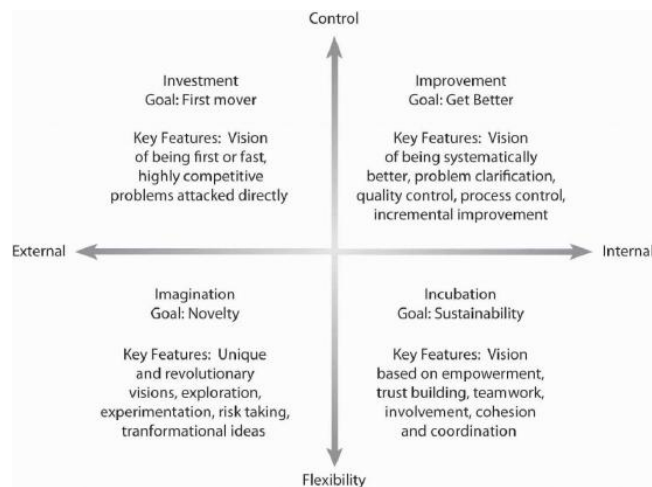 Control
Investment
Goal: First mover
Key Features:  Vision
of being first or fast,
highly competitive
problems attacked directly
Improvement
Goal: Get Better
Key Features:  Vision
of being systematically
better, problem clarification,
quality control, process control,
incremental improvement
External
Internal
Imagination
Goal: Novelty
Key Features:  Unique
and revolutionary
visions, exploration,
experimentation, risk taking,
tranformational ideas
Incubation
Goal: Sustainability
Key Features:  Vision
based on empowerment,
trust building, teamwork,
involvement, cohesion
and coordination
Flexibility